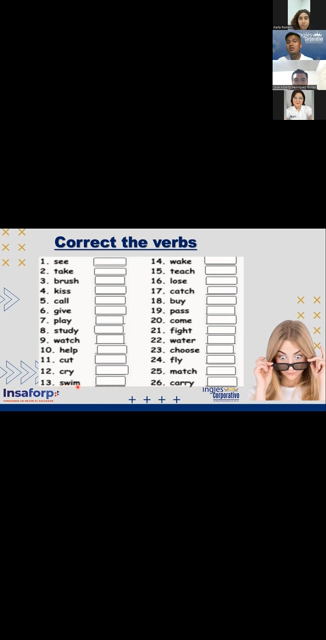 Correct the verbs
1. see
2. take
3. brush
4. kiss
5. call
6. give
7. play
8. study
9. watch
10. help
11. cut
12. cry
13. swim
14. wake
15. teach
16. lose
17. catch
18. buy
19. pass
20. come
21. fight
22. water
23. choose
24. fly
25. match
26. carry
Insaforp
Inglés
Corporativo